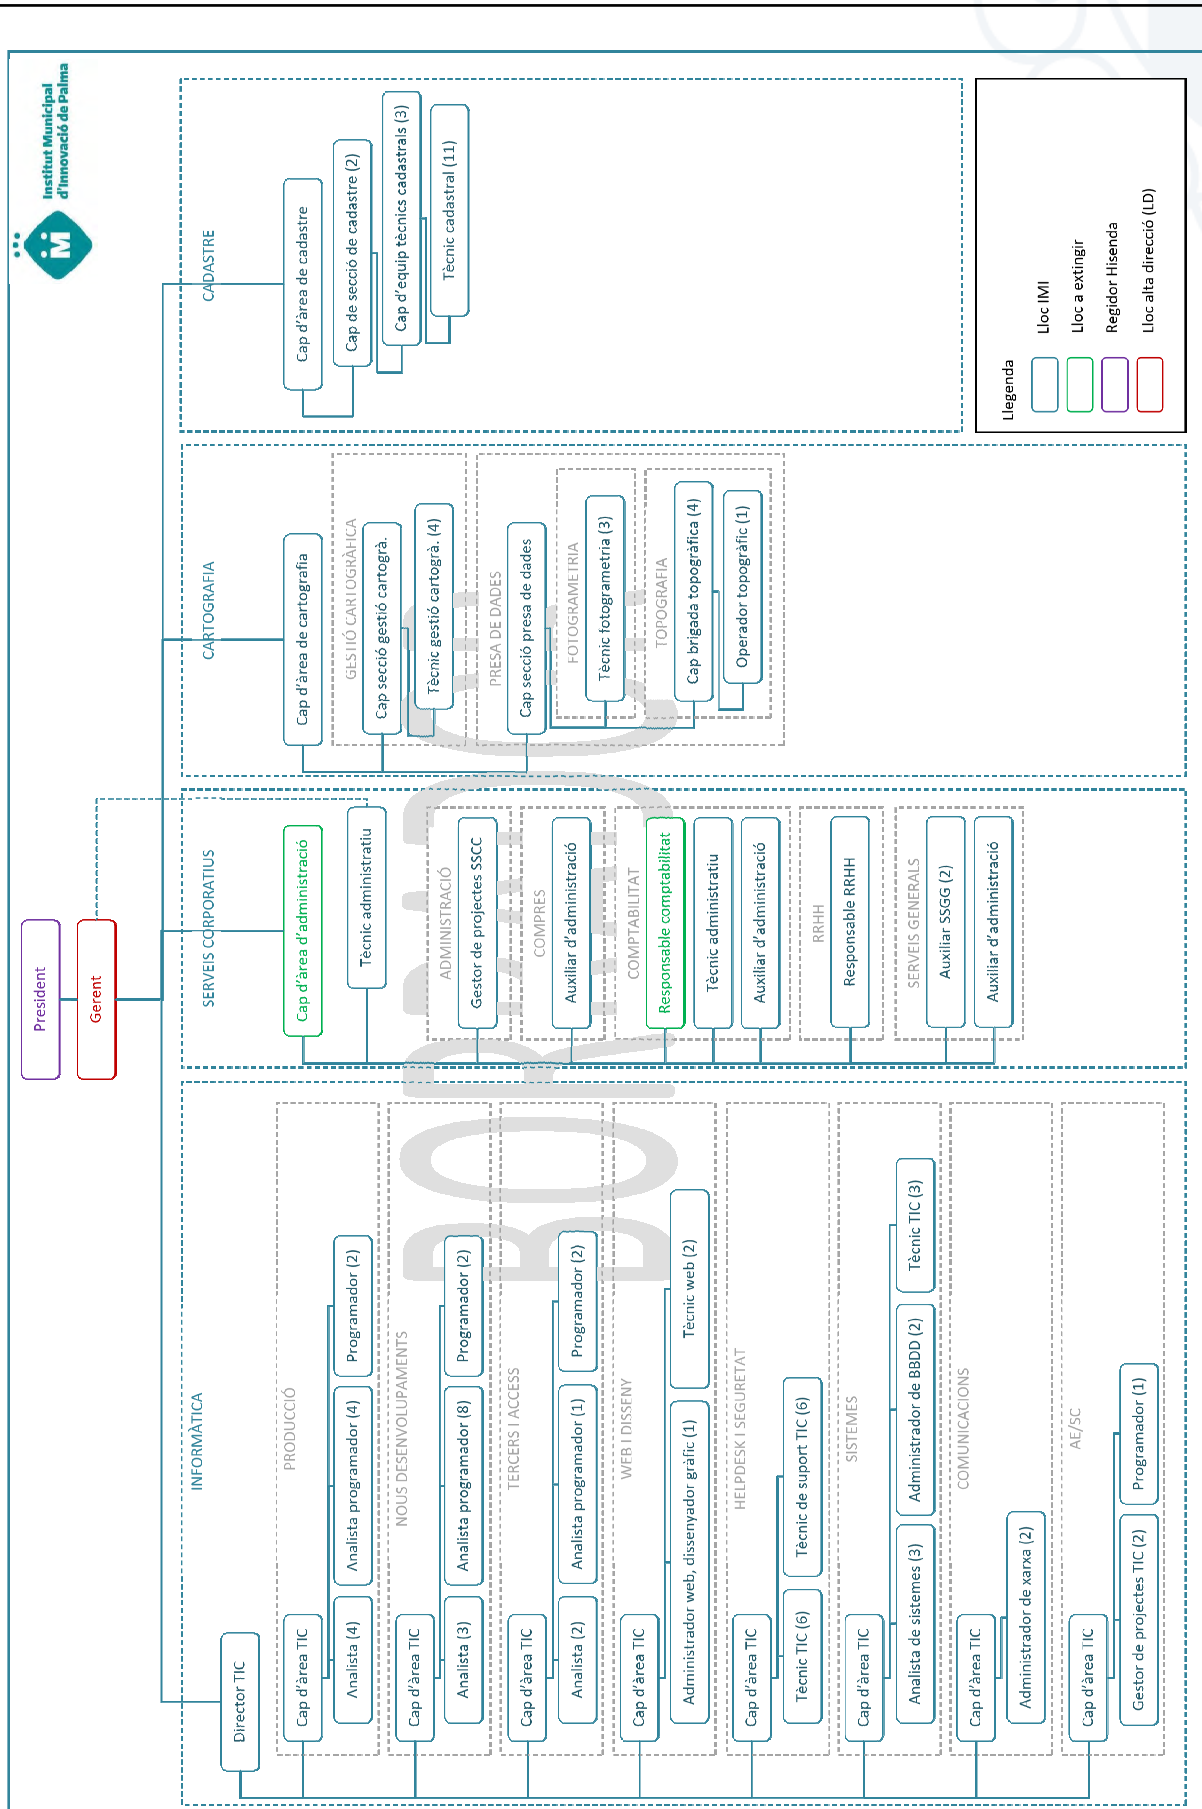 Institut Municipal
d'Innovació de Palma
President
Gerent
INFORMÀTICA
Director TIC
PRODUCCIÓ
Cap d'àrea TIC
Analista (4)
Analista programador (4)
Programador (2)
NOUS DESENVOLUPAMENTS
Cap d'àrea TIC
Analista (3)
Analista programador (8)
Programador (2)
TERCERS I ACCESS
Cap d'àrea TIC
Analista (2)
Analista programador (1)
Programador (2)
WEB I DISSENY
Cap d'àrea TIC
Administrador web, dissenyador gràfic (1)
Tècnic web (2)
HELPDESK I SEGURETAT
Cap d'àrea TIC
Tècnic TIC (6)
Tècnic de suport TIC (6)
SISTEMES
Cap d'àrea TIC
Analista de sistemes (3)
Administrador de BBDD (2)
Tècnic TIC (3)
COMUNICACIONS
Cap d'àrea TIC
Administrador de xarxa (2)
AE/SC
Cap d'àrea TIC
Gestor de projectes TIC (2)
Programador (1)
SERVEIS CORPORATIUS
Cap d'àrea d'administració
Tècnic administratiu
ADMINISTRACIÓ
Gestor de projectes SSCC
COMPRES
Auxiliar d'administració
COMPTABILITAT
Responsable comptabilitat
Tècnic administratiu
Auxiliar d'administració
RRHH
Responsable RRHH
SERVEIS GENERALS
Auxiliar SSGG (2)
Auxiliar d'administració
CARTOGRAFIA
Cap d'àrea de cartografia
GESTIÓ CARTOGRÀFICA
Cap secció gestió cartogrà.
Tècnic gestió cartogrà. (4)
PRESA DE DADES
Cap secció presa de dades
FOTOGRAMETRIA
Tècnic fotogrametria (3)
TOPOGRAFIA
Cap brigada topogràfica (4)
Operador topogràfic (1)
CADASTRE
Cap d'àrea de cadastre
Cap de secció de cadastre (2)
Cap d'equip tècnics cadastrals (3)
Tècnic cadastral (11)
Llegenda
Lloc IMI
Lloc a extingir
Regidor Hisenda
Lloc alta direcció (LD)